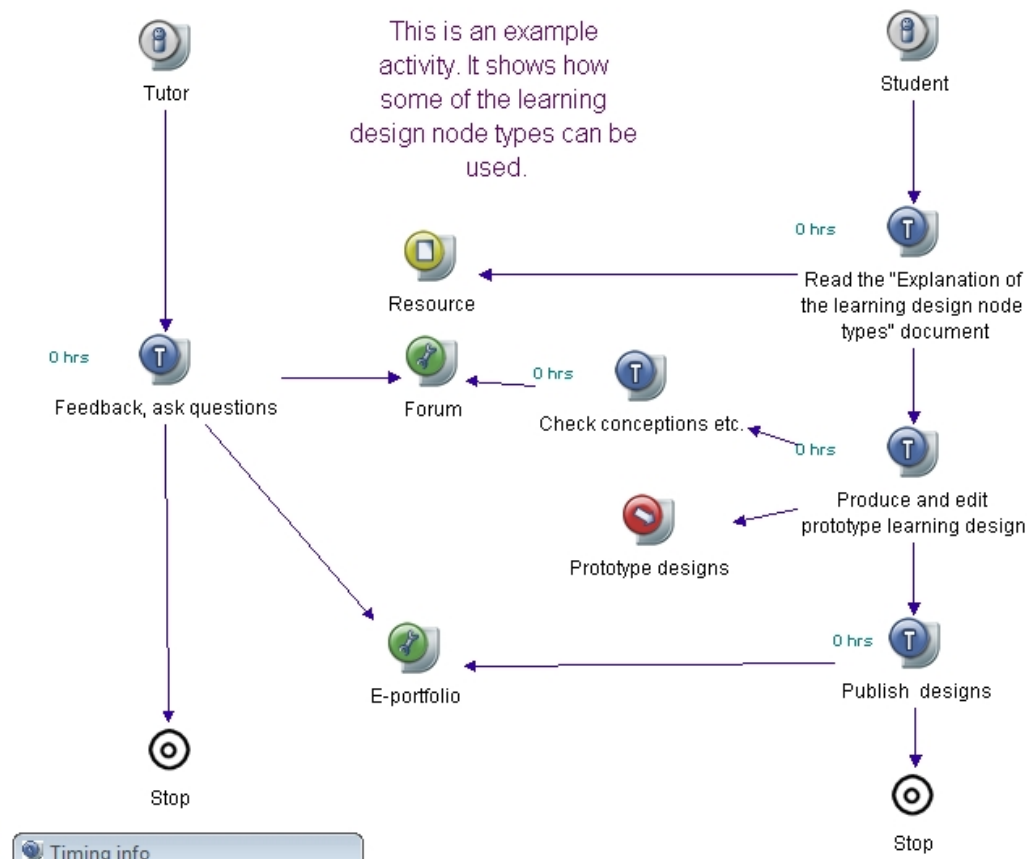 This is an example
activity. It shows how
some of the learning
design node types can be
used.
Tutor
Student
0 hrs
Read the "Explanation of
the learning design node
types" document
Resource
0 hrs
Feedback, ask questions
Forum
0 hrs
Check conceptions etc.
0 hrs
Produce and edit
prototype learning design
Prototype designs
0 hrs
Publish designs
E-portfolio
Stop
Stop
Timing info